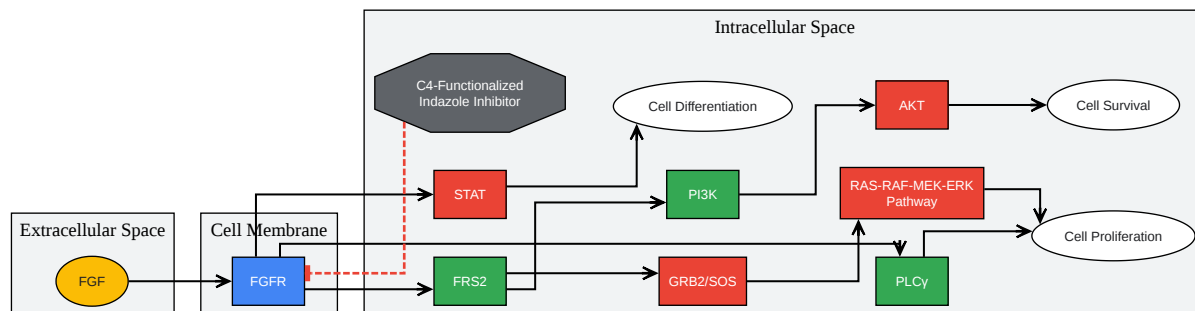 Intracellular Space
C4-Functionalized
Indazole Inhibitor
Cell Differentiation
AKT
Cell Survival
STAT
PI3K
RAS-RAF-MEK-ERK
Pathway
Extracellular Space
Cell Membrane
Cell Proliferation
FGF
FGFR
FRS2
GRB2/SOS
PLCγ